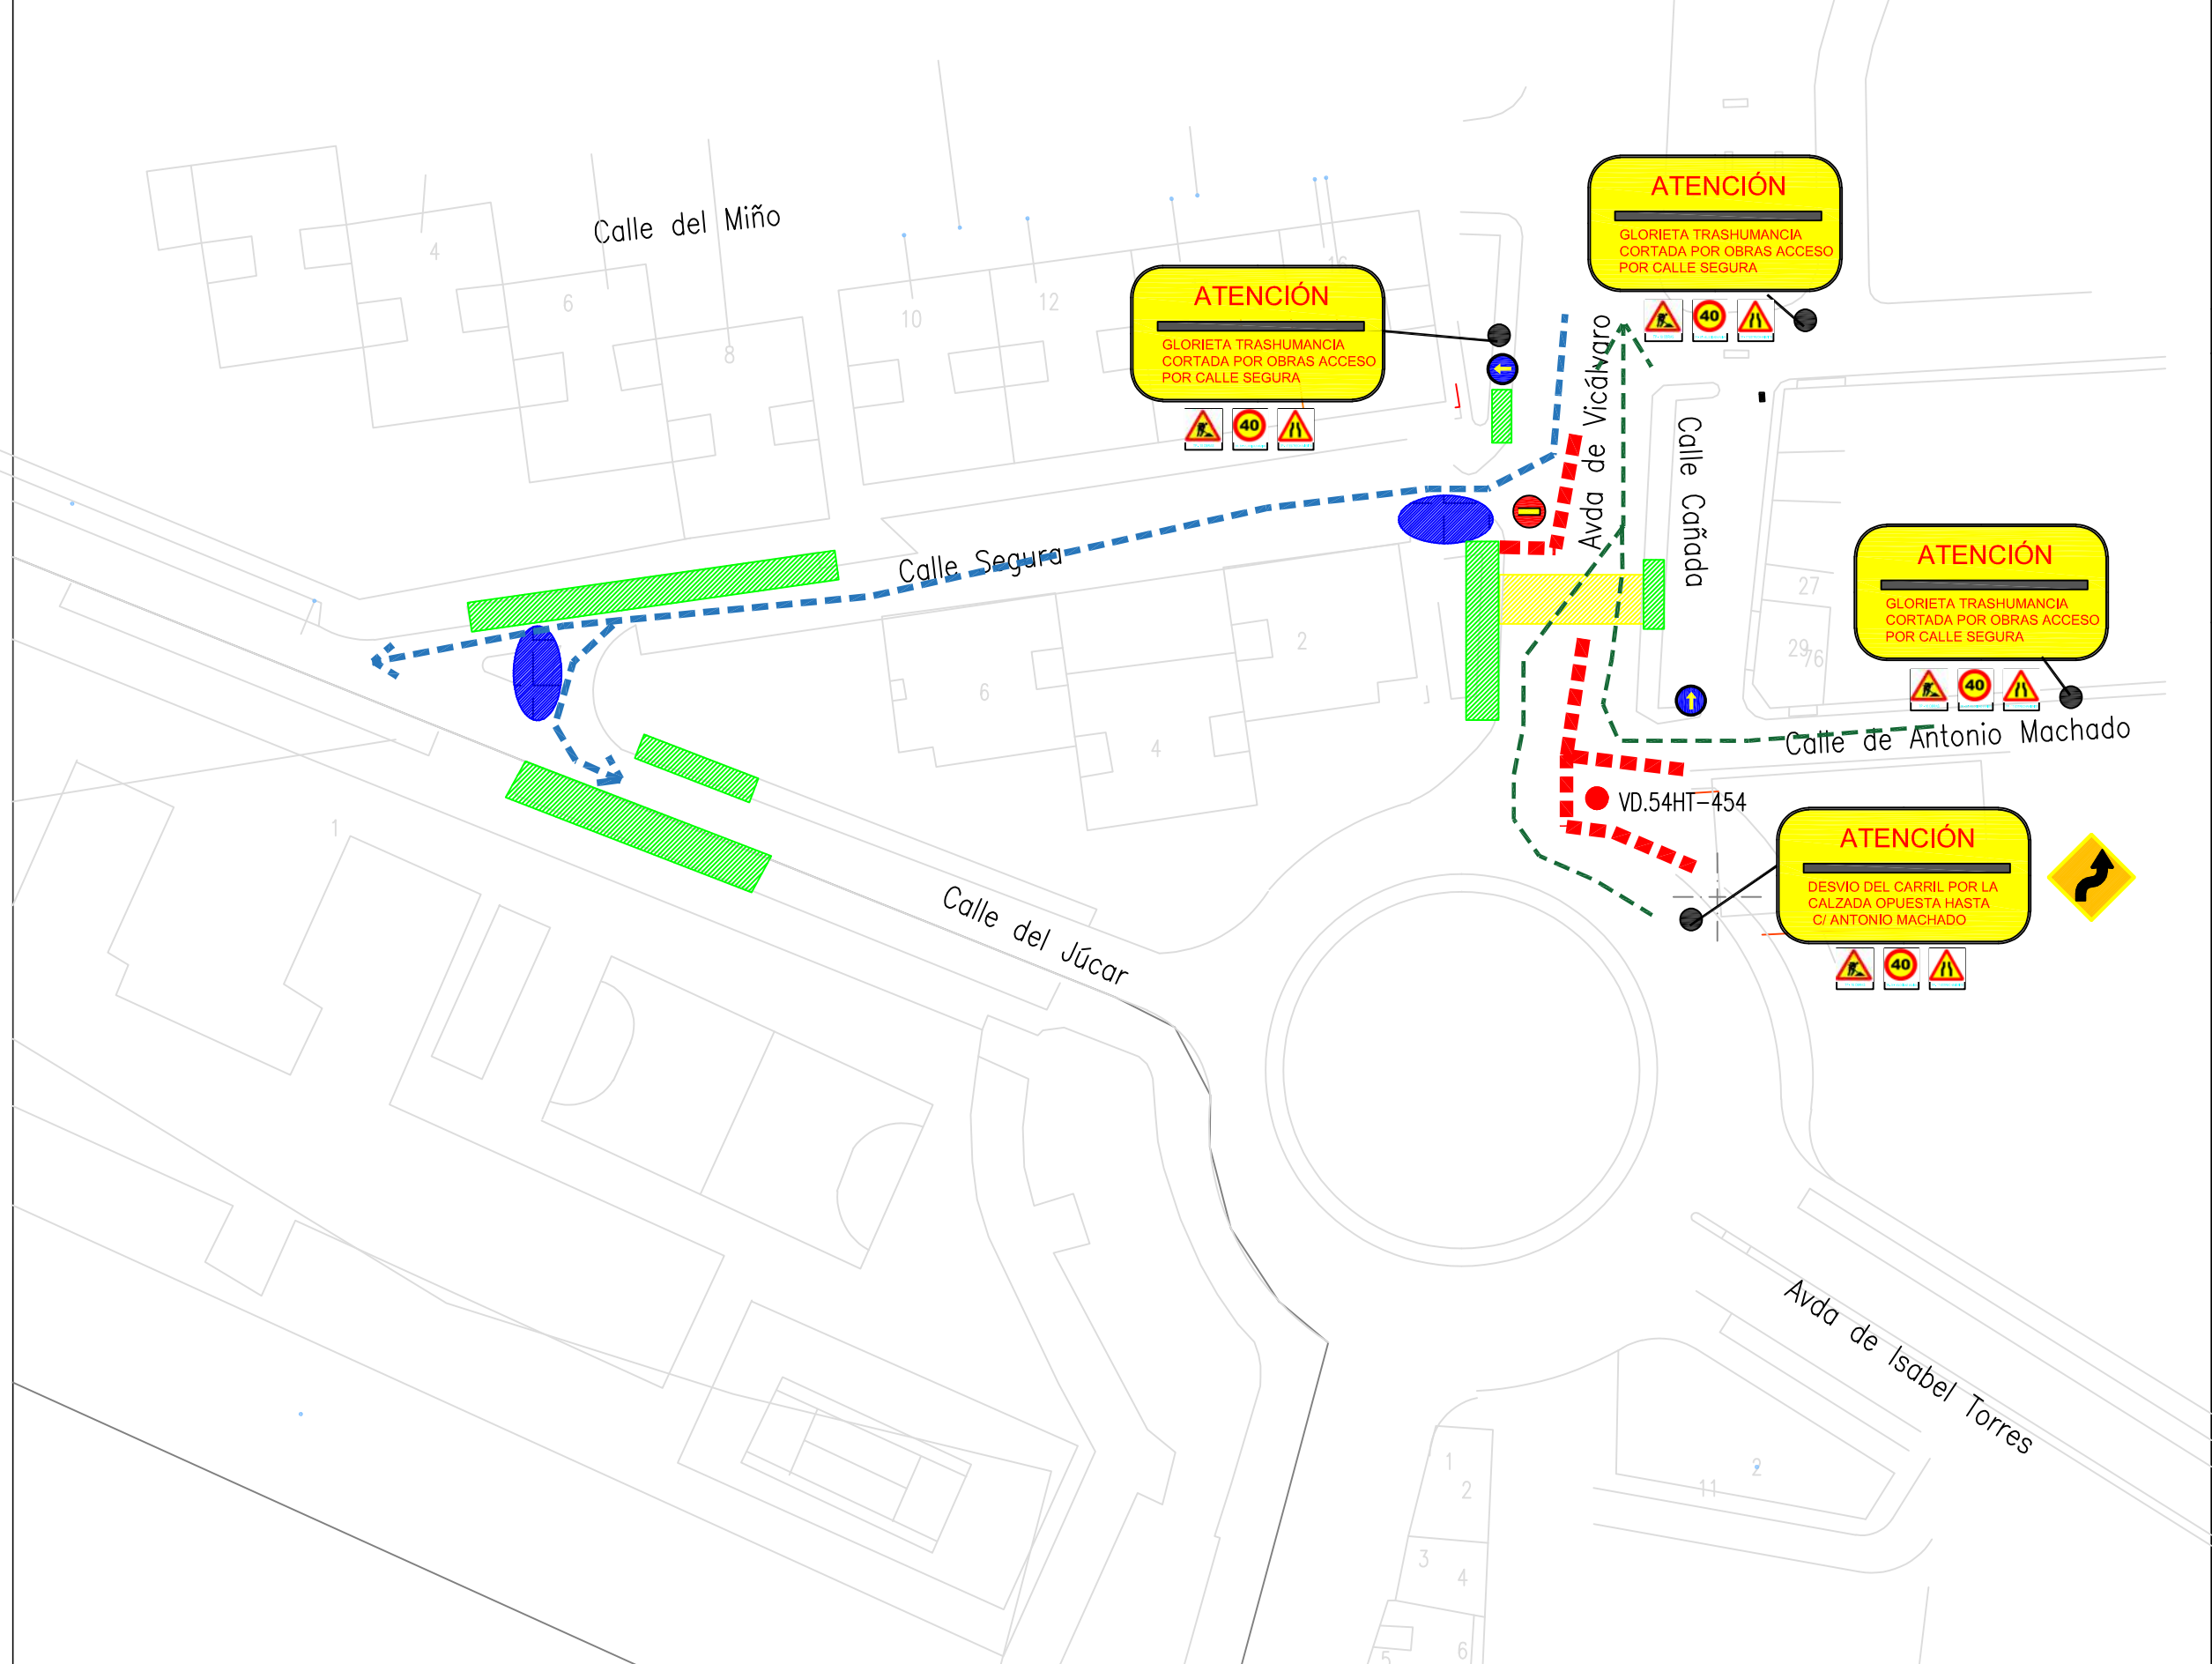 ATENCIÓN
GLORIETA TRASHUMANCIA
CORTADA POR OBRAS ACCESO
POR CALLE SEGURA
40
Calle del Miño
4
6
8
10
12
16
ATENCIÓN
GLORIETA TRASHUMANCIA
CORTADA POR OBRAS ACCESO
POR CALLE SEGURA
40
Avda de Vicálvaro
Calle Cañada
Calle Segura
ATENCIÓN
GLORIETA TRASHUMANCIA
CORTADA POR OBRAS ACCESO
POR CALLE SEGURA
40
27
29
76
2
6
4
Calle de Antonio Machado
VD.54HT-454
1
ATENCIÓN
DESVIO DEL CARRIL POR LA
CALZADA OPUESTA HASTA
C/ ANTONIO MACHADO
40
Calle del Júcar
Avda de Isabel Torres
1
2
11
2
3
4
5
6